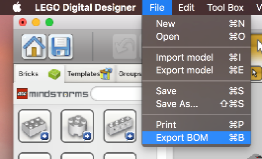 LEGO Digital Designer File Edit Tool Box V
New ⌘N
Open ⌘O
Import model ⌘I
Export model ⌘E
Bricks Templates Groups
mindstorms
Save ⌘S
Save As... ⇧⌘S
Print ⌘P
Export BOM ⌘B